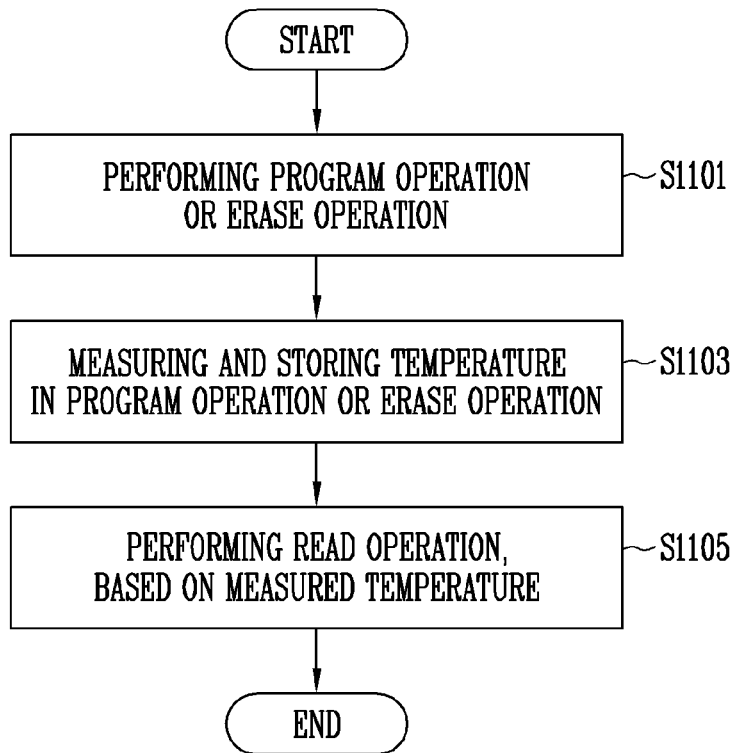 START
PERFORMING PROGRAM OPERATION
OR ERASE OPERATION
S1101
MEASURING AND STORING TEMPERATURE
IN PROGRAM OPERATION OR ERASE OPERATION
S1103
PERFORMING READ OPERATION,
BASED ON MEASURED TEMPERATURE
S1105
END